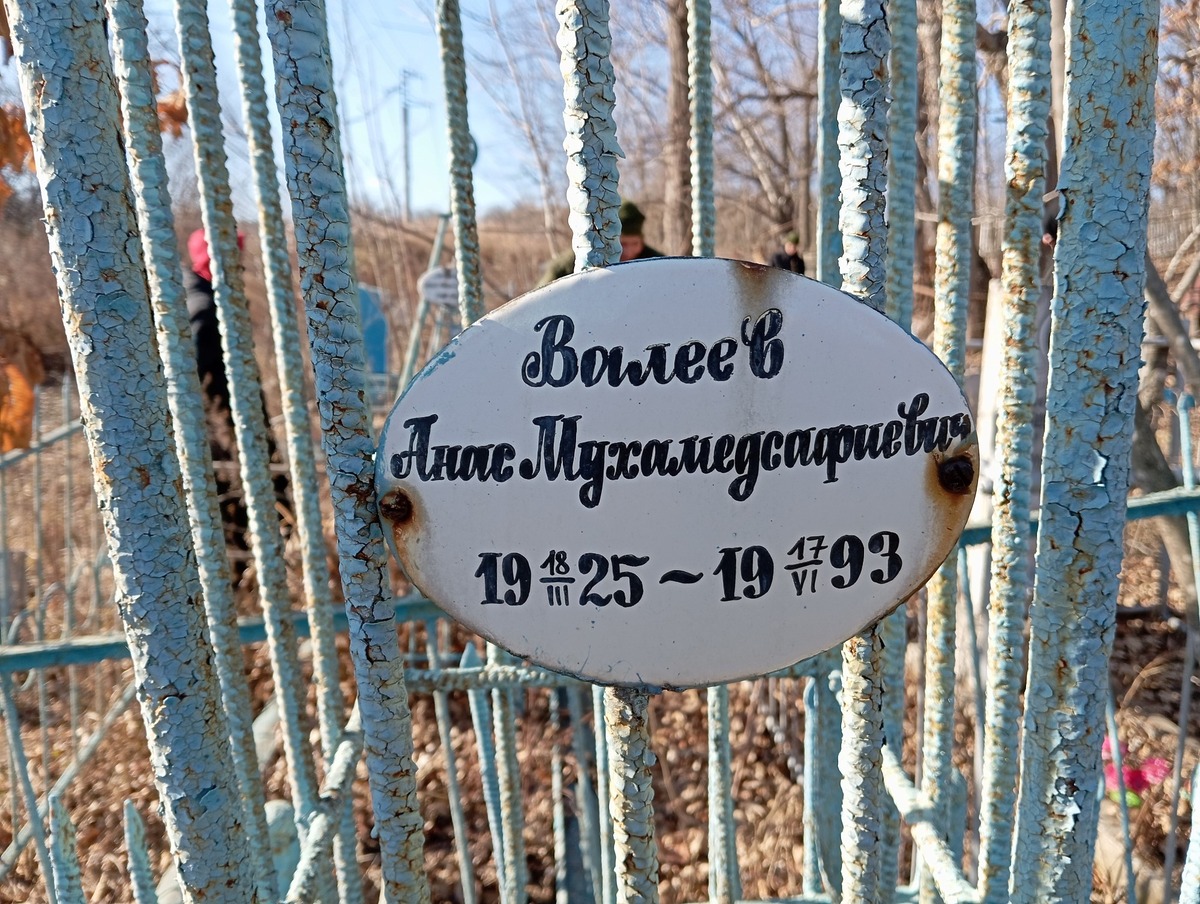 Валеев
Анас Мухамедсафиевич
19 18/III 25 ~ 19 17/VI 93